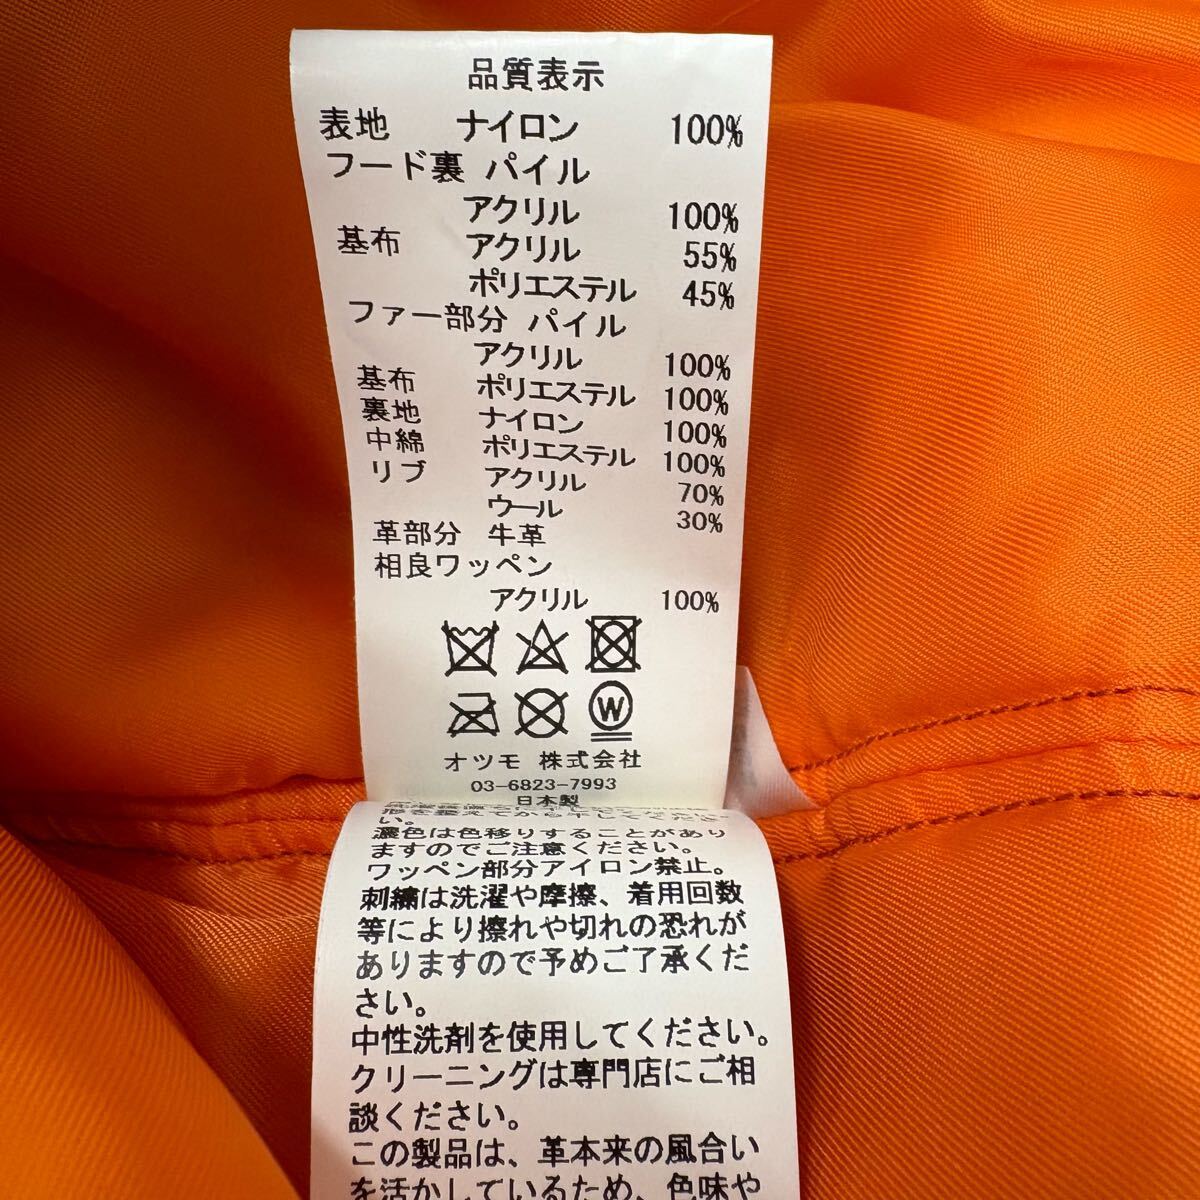 品質表示
表地 ナイロン 100%
フード裏 パイル
アクリル 100%
基布 アクリル 55%
ポリエステル 45%
ファー部分 パイル
アクリル 100%
基布 ポリエステル 100%
裏地 ナイロン 100%
中綿 ポリエステル 100%
リブ アクリル 70%
ウール 30%
革部分 牛革
相良ワッペン
アクリル 100%
W
オツモ 株式会社
03-6823-7993
日本製
い。
濃色は色移りすることがあり
ますのでご注意ください。
ワッペン部分アイロン禁止。
刺繍は洗濯や摩擦、着用回数
等により擦れや切れの恐れが
ありますので予めご了承くだ
さい。
中性洗剤を使用してください。
クリーニングは専門店にご相
談ください。
この製品は、革本来の風合い
を活かしているため、色味や